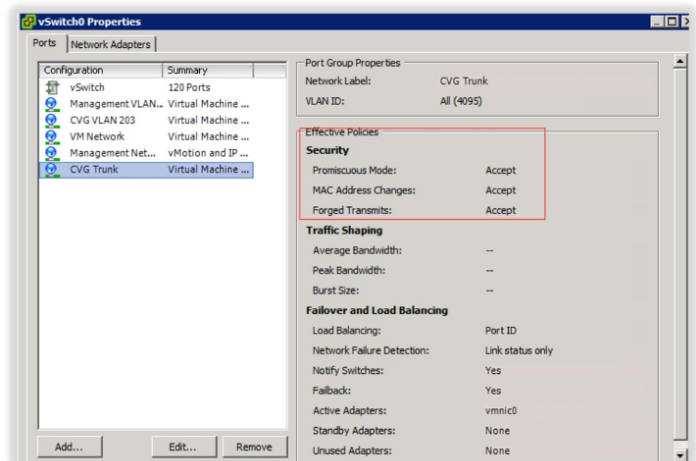 vSwitch0 Properties
Ports Network Adapters
Configuration Summary
vSwitch 120 Ports
Management VLAN... Virtual Machine ...
CVG VLAN 203 Virtual Machine ...
VM Network Virtual Machine ...
Management Net... vMotion and IP ...
CVG Trunk Virtual Machine ...
Add... Edit... Remove
Port Group Properties
Network Label: CVG Trunk
VLAN ID: All (4095)
Effective Policies
Security
Promiscuous Mode: Accept
MAC Address Changes: Accept
Forged Transmits: Accept
Traffic Shaping
Average Bandwidth: --
Peak Bandwidth: --
Burst Size: --
Failover and Load Balancing
Load Balancing: Port ID
Network Failure Detection: Link status only
Notify Switches: Yes
Failback: Yes
Active Adapters: vmnic0
Standby Adapters: None
Unused Adapters: None